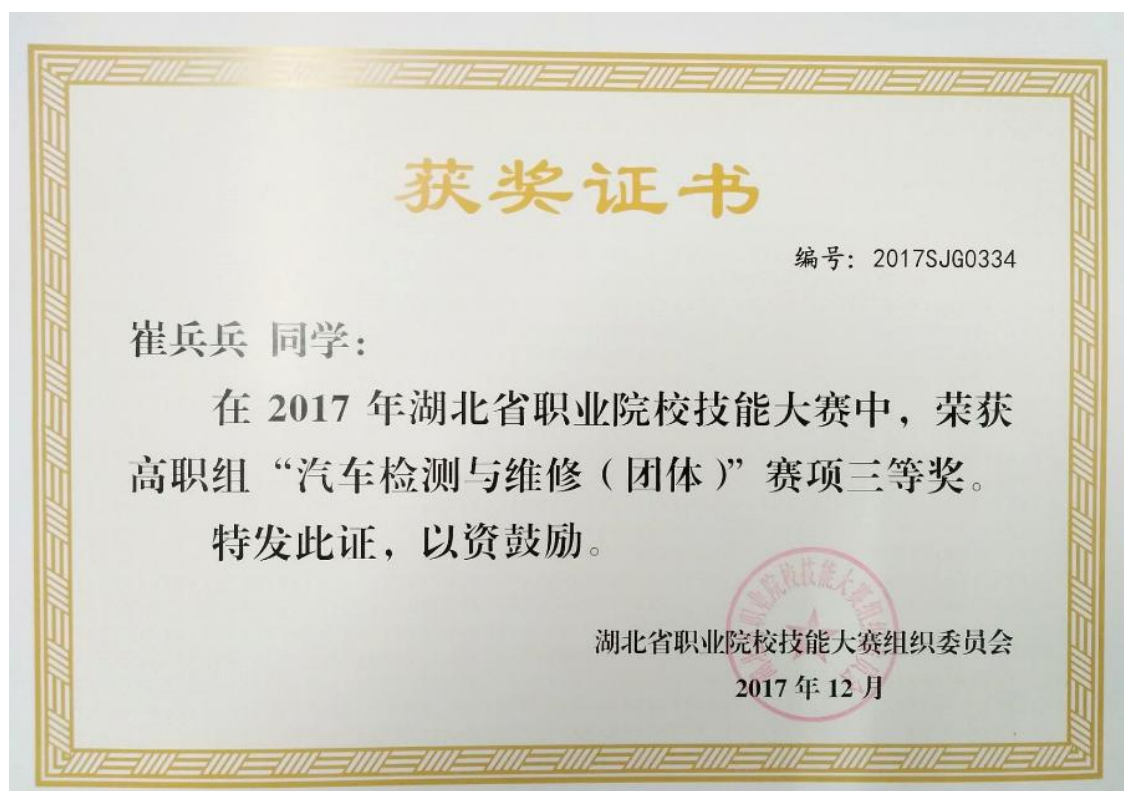 获奖证书
编号：2017SJG0334
崔兵兵 同学：
在 2017 年湖北省职业院校技能大赛中，荣获
高职组“汽车检测与维修（团体）”赛项三等奖。
特发此证，以资鼓励。
湖北省职业院校技能大赛组织委员会
2017 年 12 月